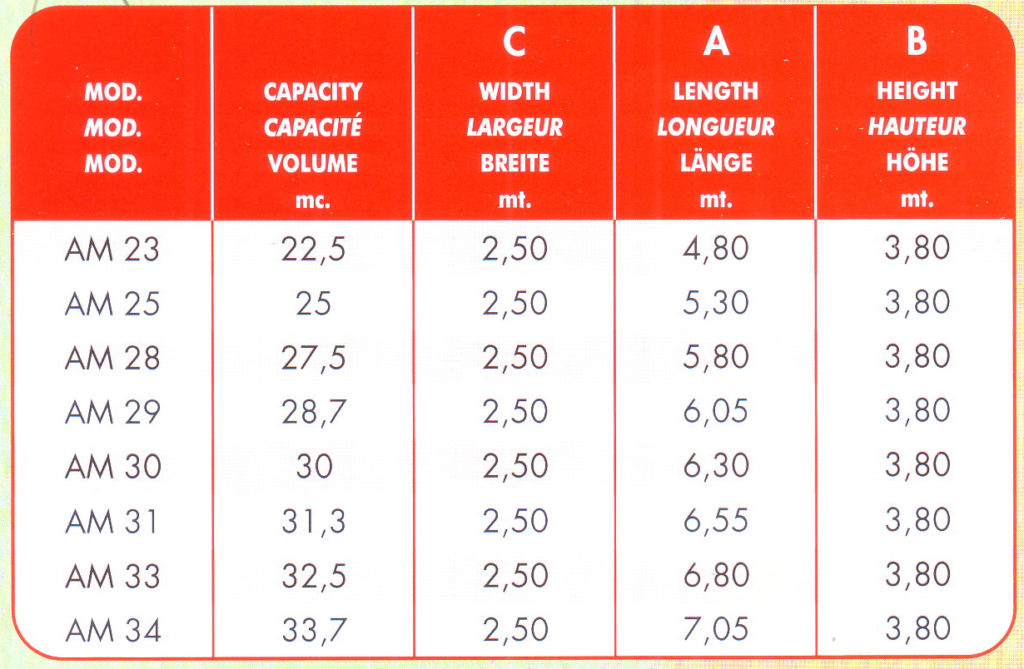 C A B
MOD. CAPACITY WIDTH LENGTH HEIGHT
MOD. CAPACITÉ LARGEUR LONGUEUR HAUTEUR
MOD. VOLUME BREITE LÄNGE HÖHE
mc. mt. mt. mt.
AM 23 22,5 2,50 4,80 3,80
AM 25 25 2,50 5,30 3,80
AM 28 27,5 2,50 5,80 3,80
AM 29 28,7 2,50 6,05 3,80
AM 30 30 2,50 6,30 3,80
AM 31 31,3 2,50 6,55 3,80
AM 33 32,5 2,50 6,80 3,80
AM 34 33,7 2,50 7,05 3,80